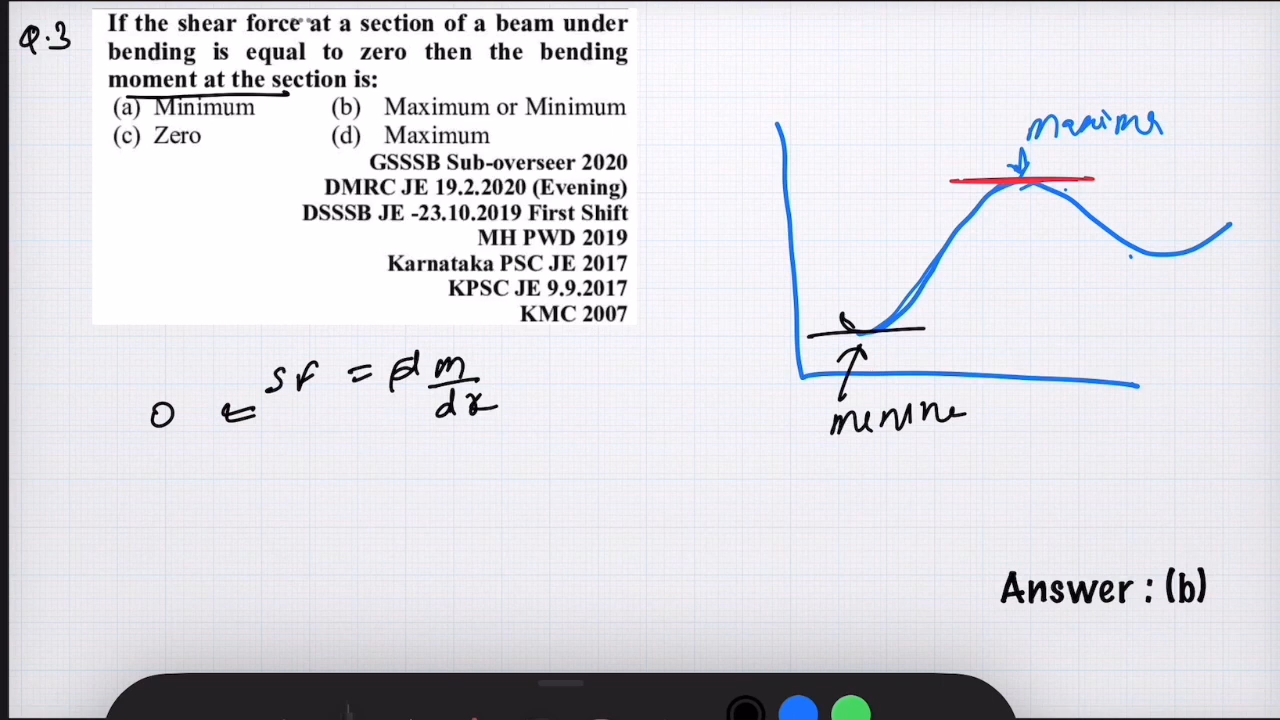 Q.3
If the shear force at a section of a beam under
bending is equal to zero then the bending
moment at the section is:
(a) Minimum (b) Maximum or Minimum
(c) Zero (d) Maximum
GSSSB Sub-overseer 2020
DMRC JE 19.2.2020 (Evening)
DSSSB JE -23.10.2019 First Shift
MH PWD 2019
Karnataka PSC JE 2017
KPSC JE 9.9.2017
KMC 2007
SF = dm
dx
0 ⇐
Answer : (b)